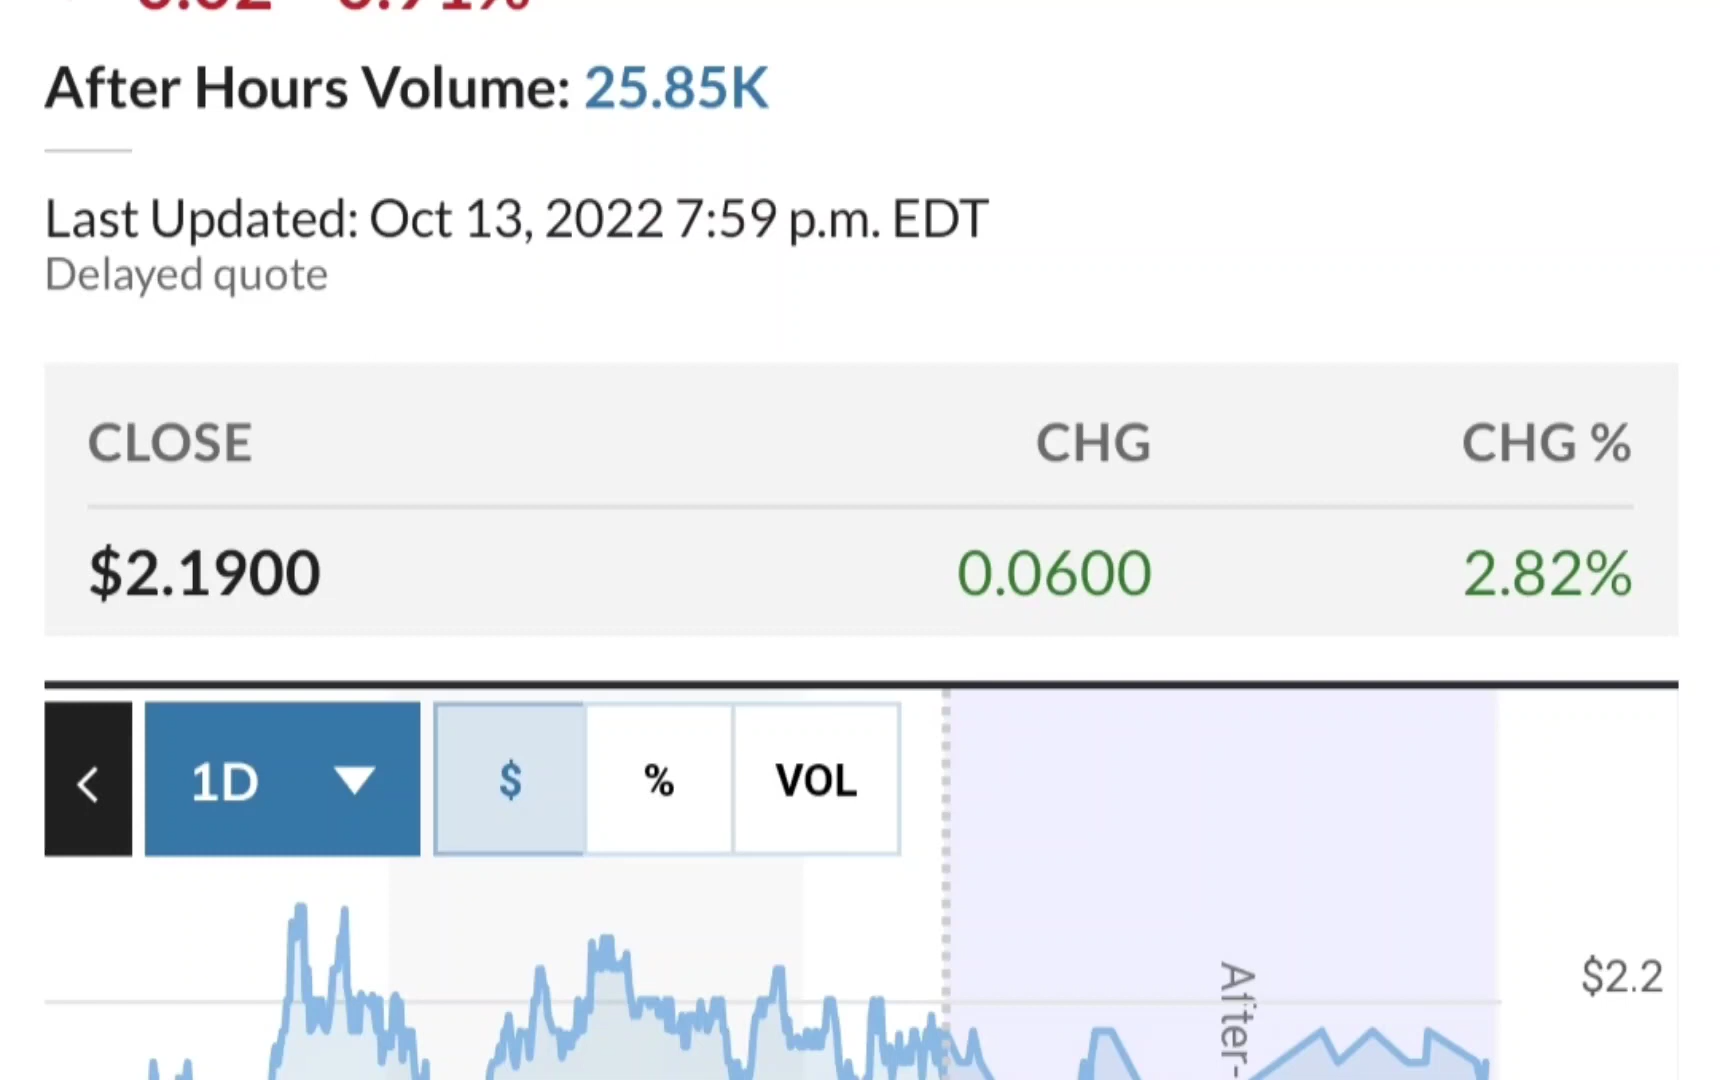 After Hours Volume: 25.85K
Last Updated: Oct 13, 2022 7:59 p.m. EDT
Delayed quote
CLOSE CHG CHG %
$2.1900 0.0600 2.82%
1D $ % VOL
$2.2
After-